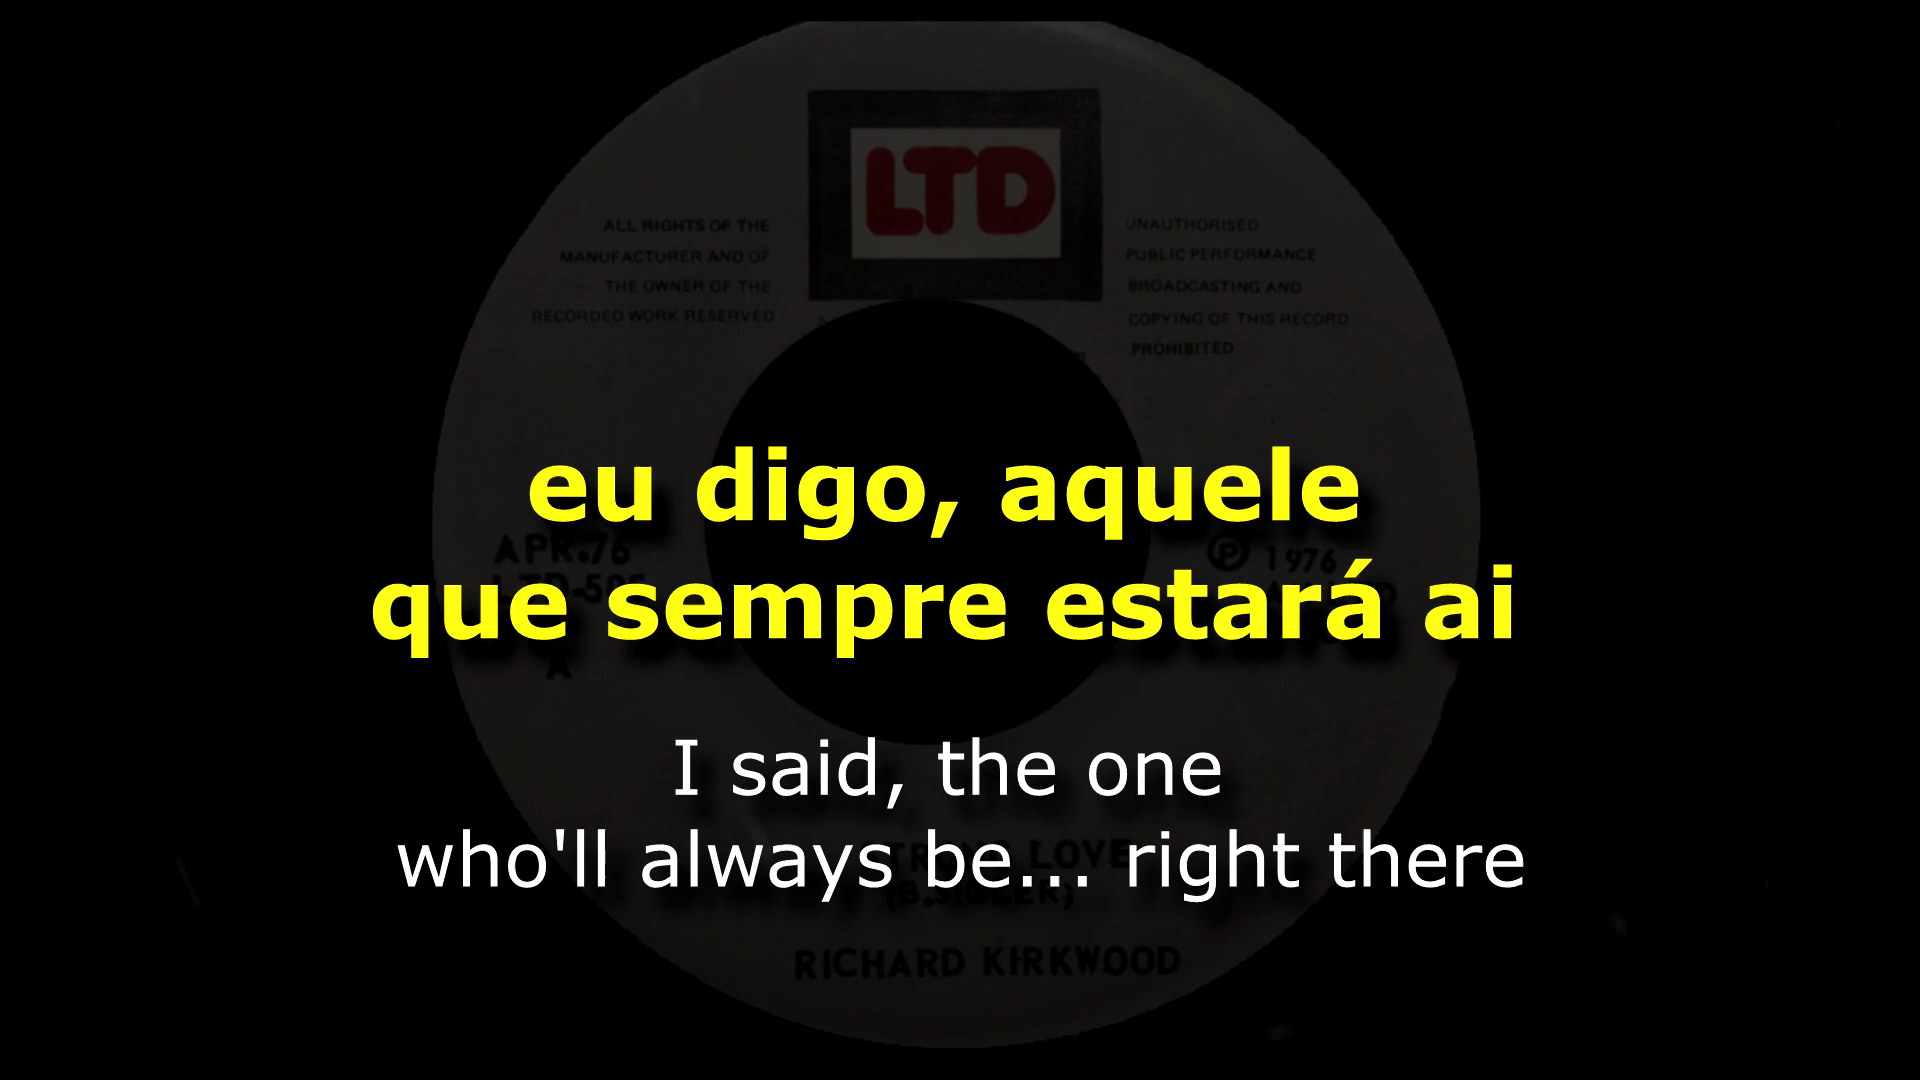 LTD
ALL RIGHTS OF THE
MANUFACTURER AND OF
THE OWNER OF THE
RECORDED WORK RESERVED
UNAUTHORISED
PUBLIC PERFORMANCE
BROADCASTING AND
COPYING OF THIS RECORD
PROHIBITED
eu digo, aquele
que sempre estará ai
APR.76
℗ 1976
A
I said, the one
who'll always be... right there
LOVE
RICHARD KIRKWOOD